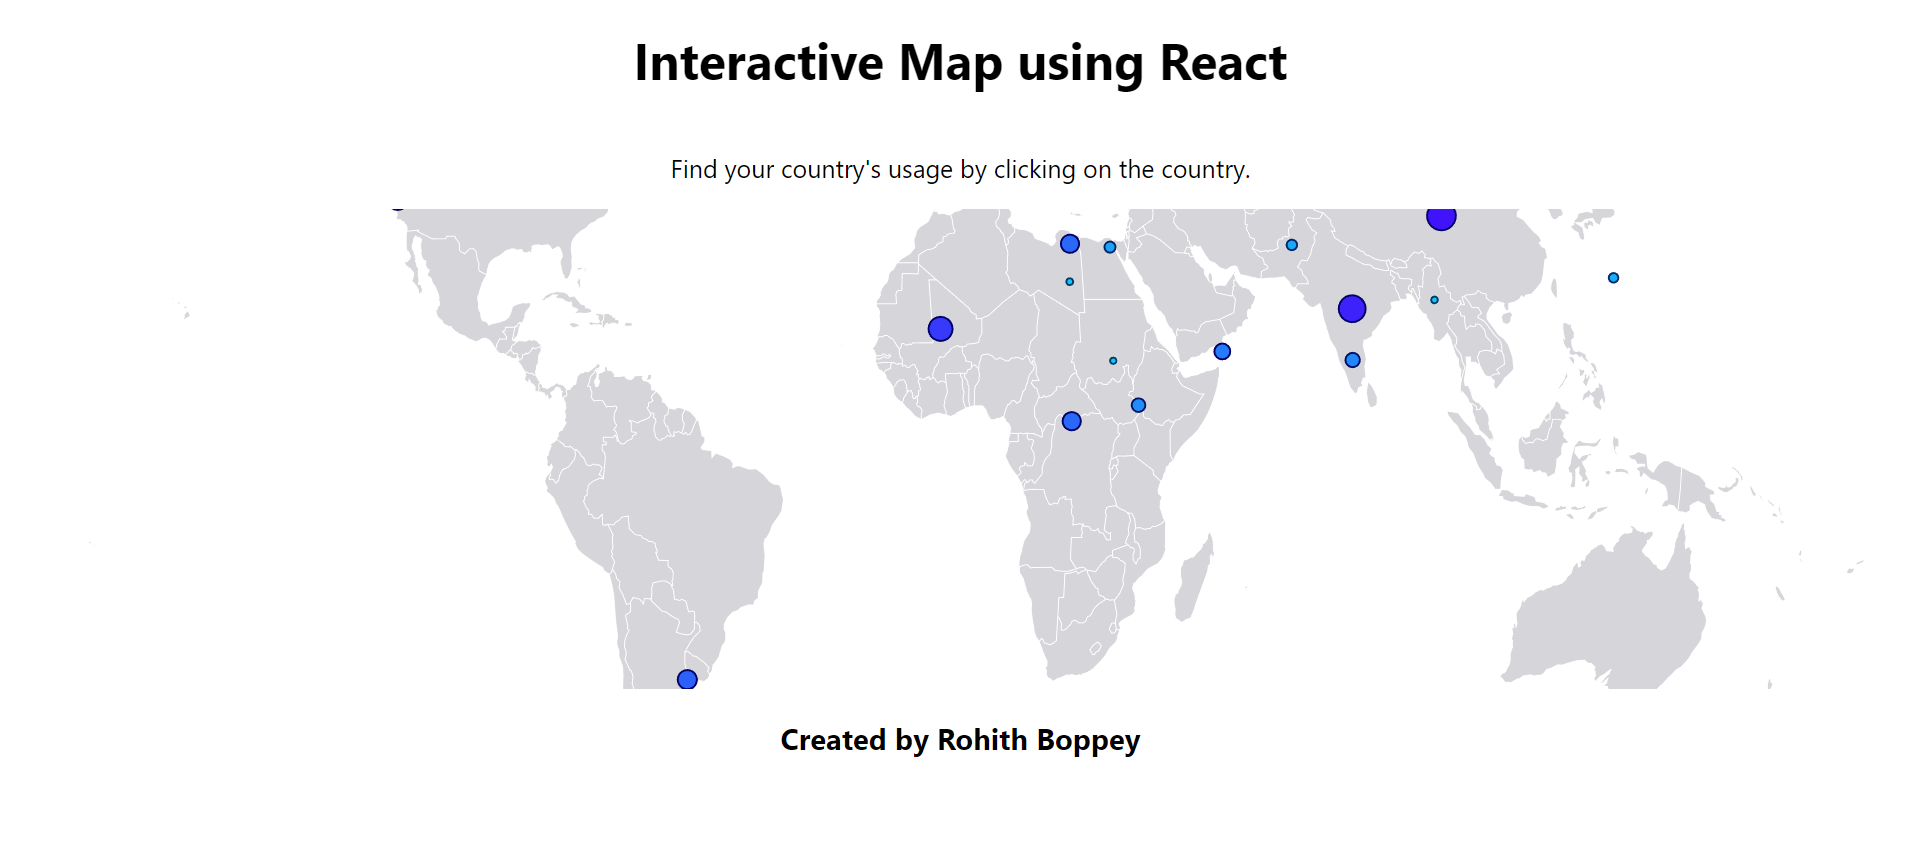 Interactive Map using React
Find your country's usage by clicking on the country.
Created by Rohith Boppey